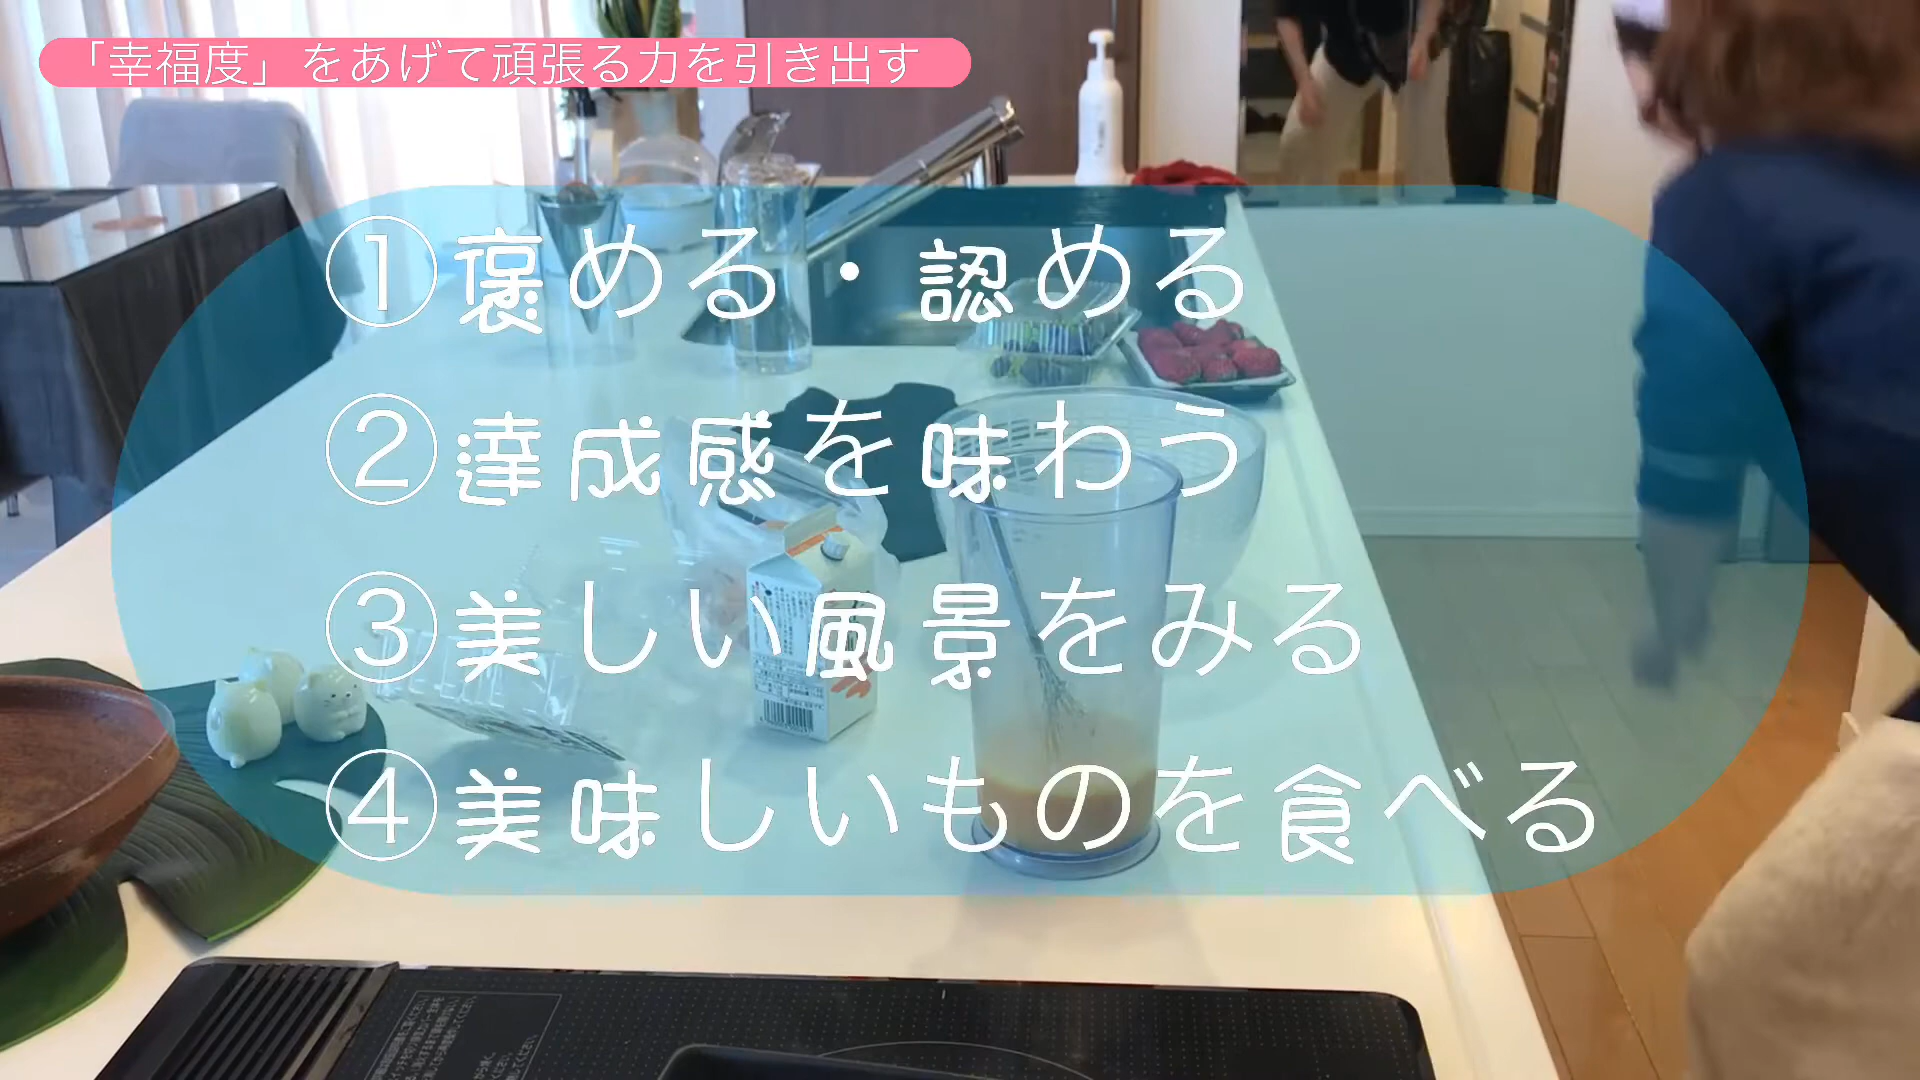 「幸福度」をあげて頑張る力を引き出す
①褒める・認める
②達成感を味わう
③美しい風景をみる
④美味しいものを食べる